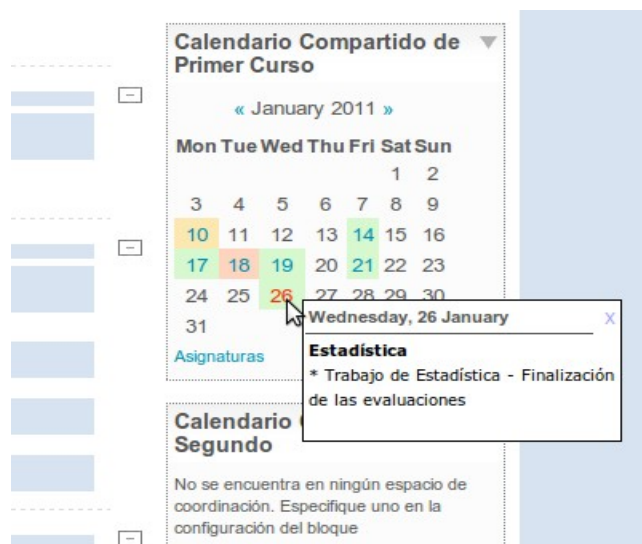 Calendario Compartido de
Primer Curso
« January 2011 »
Mon Tue Wed Thu Fri Sat Sun
1 2
3 4 5 6 7 8 9
10 11 12 13 14 15 16
17 18 19 20 21 22 23
24 25 26 27 28 29 30
31
Asignaturas
Wednesday, 26 January X
Estadística
* Trabajo de Estadística - Finalización
de las evaluaciones
Calendario
Segundo
No se encuentra en ningún espacio de
coordinación. Especifique uno en la
configuración del bloque